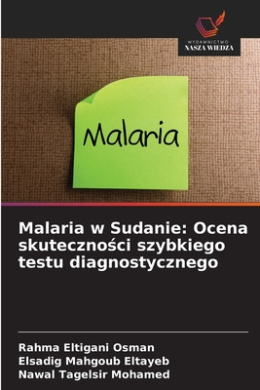 WYDAWNICTWO
NASZA WIEDZA
Malaria
Malaria w Sudanie: Ocena
skuteczności szybkiego
testu diagnostycznego
Rahma Eltigani Osman
Elsadig Mahgoub Eltayeb
Nawal Tagelsir Mohamed